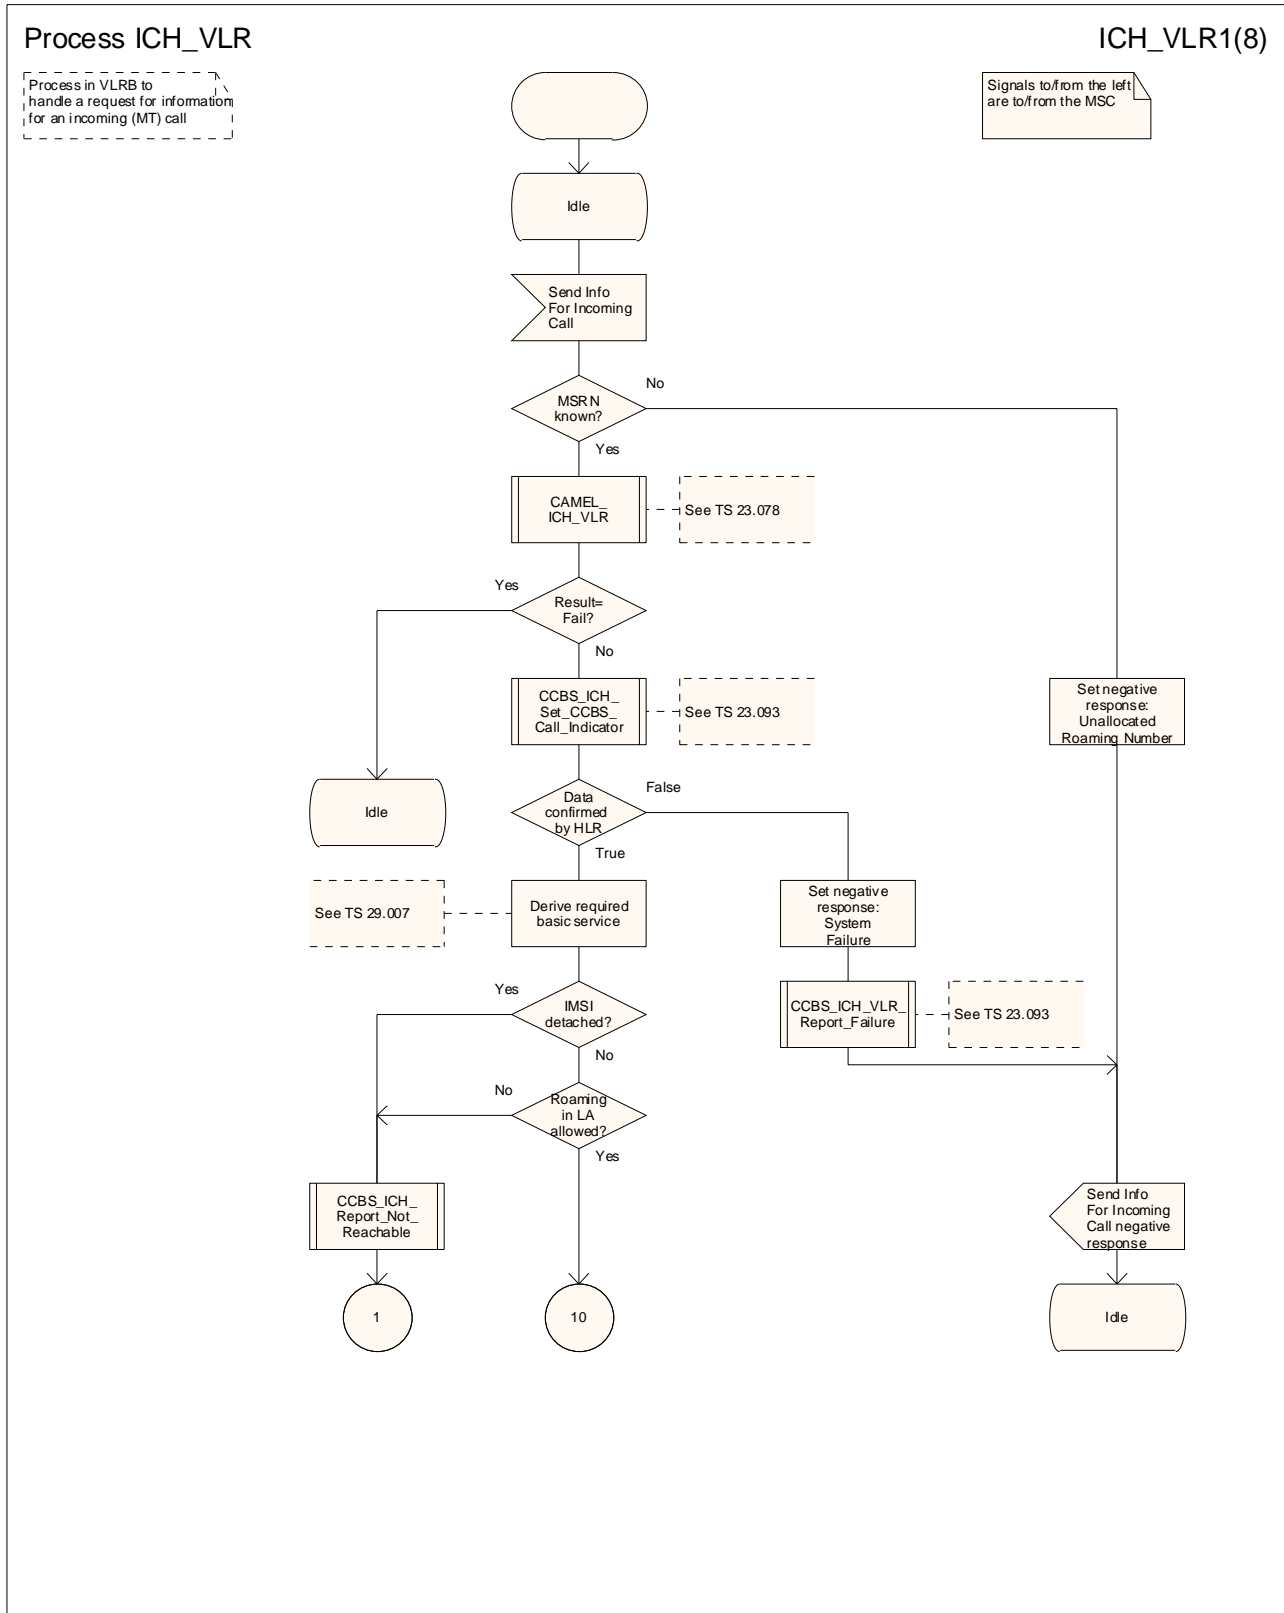 Process ICH_VLR
ICH_VLR1(8)
Process in VLRB to
handle a request for information
for an incoming (MT) call
Signals to/from the left
are to/from the MSC
Idle
Send Info
For Incoming
Call
No
MSRN
known?
Yes
CAMEL_
ICH_VLR
See TS 23.078
Yes
Result=
Fail?
No
CCBS_ICH_
Set_CCBS_
Call_Indicator
See TS 23.093
Set negative
response:
Unallocated
Roaming Number
Idle
False
Data
confirmed
by HLR
True
See TS 29.007
Derive required
basic service
Set negative
response:
System
Failure
Yes
IMSI
detached?
No
CCBS_ICH_VLR_
Report_Failure
See TS 23.093
No
Roaming
in LA
allowed?
Yes
CCBS_ICH_
Report_Not_
Reachable
Send Info
For Incoming
Call negative
response
1
10
Idle